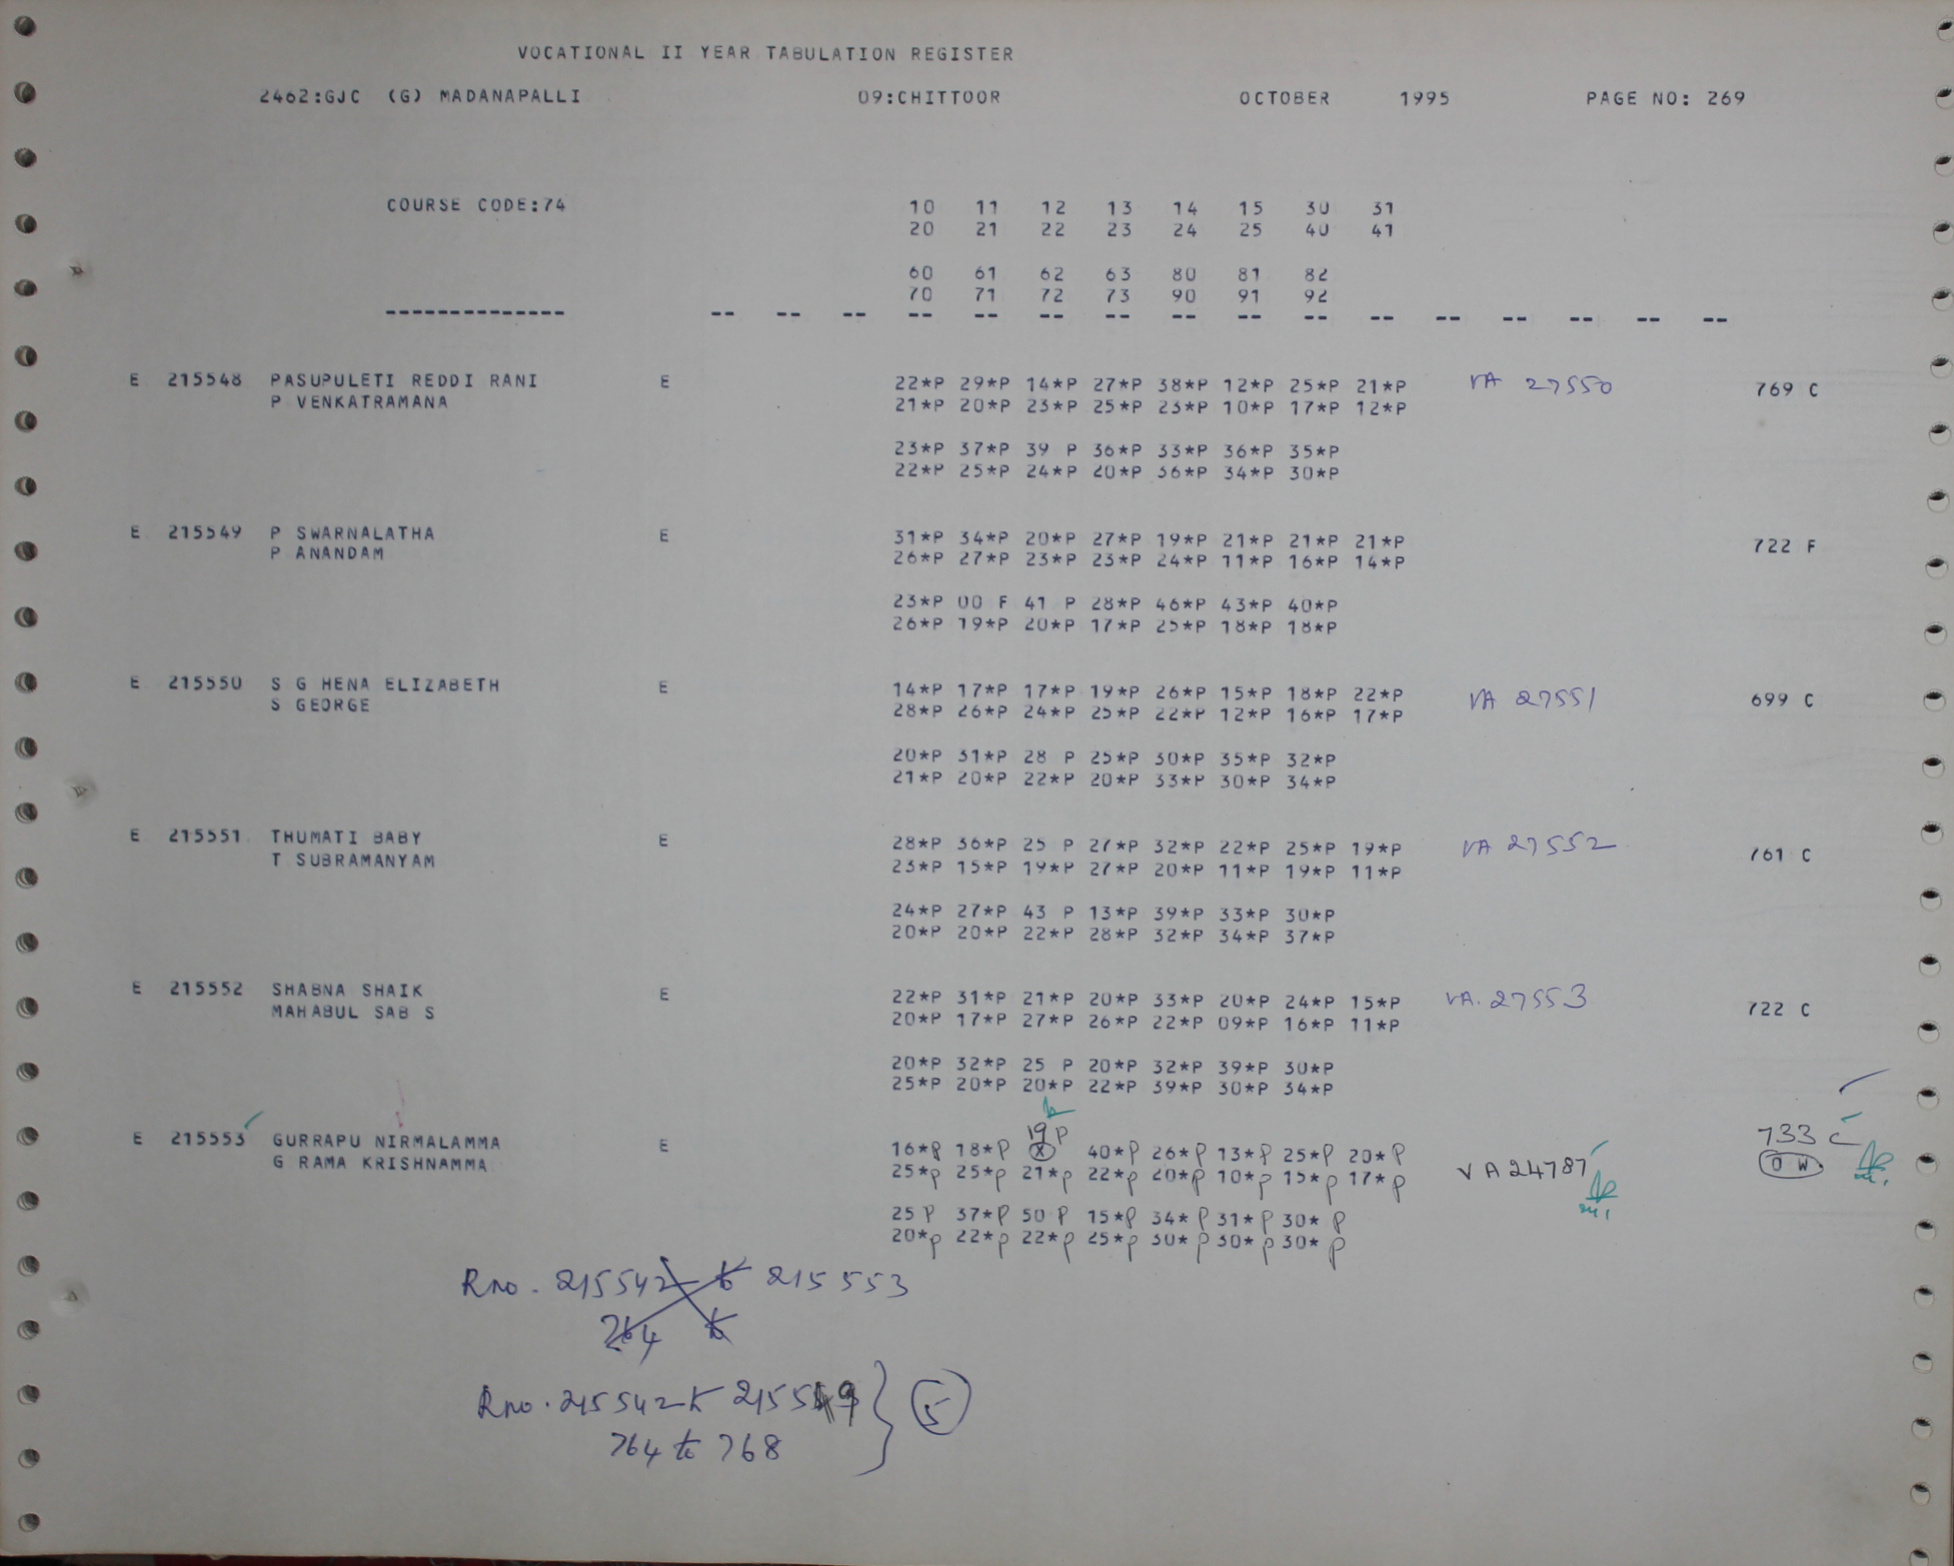 VOCATIONAL II YEAR TABULATION REGISTER
2462:GJC (G) MADANAPALLI 09:CHITTOOR OCTOBER 1995 PAGE NO: 269
COURSE CODE:74 10 11 12 13 14 15 30 31
20 21 22 23 24 25 40 41
60 61 62 63 80 81 82
70 71 72 73 90 91 92
-------------- -- -- -- -- -- -- -- -- -- -- -- -- -- -- -- --
E 215548 PASUPULETI REDDI RANI E 22*P 29*P 14*P 27*P 38*P 12*P 25*P 21*P VA 27550 769 C
P VENKATRAMANA 21*P 20*P 23*P 25*P 23*P 10*P 17*P 12*P
23*P 37*P 39 P 36*P 33*P 36*P 35*P
22*P 25*P 24*P 20*P 36*P 34*P 30*P
E 215549 P SWARNALATHA E 31*P 34*P 20*P 27*P 19*P 21*P 21*P 21*P 722 F
P ANANDAM 26*P 27*P 23*P 23*P 24*P 11*P 16*P 14*P
23*P 00 F 41 P 28*P 46*P 43*P 40*P
26*P 19*P 20*P 17*P 25*P 18*P 18*P
E 215550 S G HENA ELIZABETH E 14*P 17*P 17*P 19*P 26*P 15*P 18*P 22*P VA 27551 699 C
S GEORGE 28*P 26*P 24*P 25*P 22*P 12*P 16*P 17*P
20*P 31*P 28 P 25*P 30*P 35*P 32*P
21*P 20*P 22*P 20*P 33*P 30*P 34*P
E 215551 THUMATI BABY E 28*P 36*P 25 P 27*P 32*P 22*P 25*P 19*P VA 27552 761 C
T SUBRAMANYAM 23*P 15*P 19*P 27*P 20*P 11*P 19*P 11*P
24*P 27*P 43 P 13*P 39*P 33*P 30*P
20*P 20*P 22*P 28*P 32*P 34*P 37*P
E 215552 SHABNA SHAIK E 22*P 31*P 21*P 20*P 33*P 20*P 24*P 15*P VA. 27553 722 C
MAHABUL SAB S 20*P 17*P 27*P 26*P 22*P 09*P 16*P 11*P
20*P 32*P 25 P 20*P 32*P 39*P 30*P
25*P 20*P 20*P 22*P 39*P 30*P 34*P
19 P
E 215553 GURRAPU NIRMALAMMA E 16*P 18*P X 40*P 26*P 13*P 25*P 20*P VA24787 733 C
G RAMA KRISHNAMMA 25*P 25*P 21*P 22*P 20*P 10*P 15*P 17*P O W
25 P 37*P 50 P 15*P 34*P 31*P 30*P
20*P 22*P 22*P 25*P 30*P 30*P 30*P
Rno. 215542 to 215553
264 to
Rno. 215542 to 215549
264 to 268 5